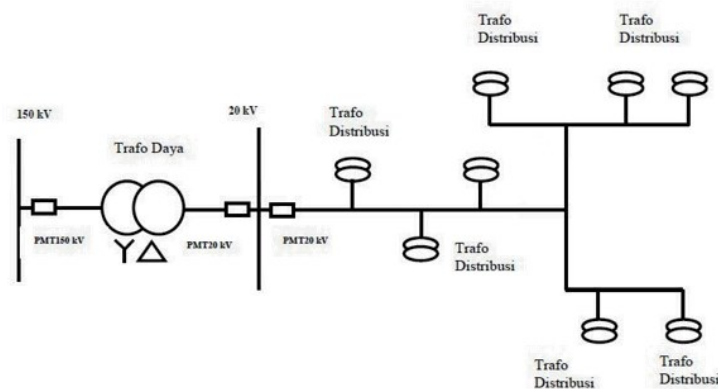 Trafo
Distribusi
Trafo
Distribusi
150 kV
20 kV
Trafo
Distribusi
Trafo Daya
PMT150 kV
PMT20 kV
PMT20 kV
Trafo
Distribusi
Trafo
Distribusi
Trafo
Distribusi